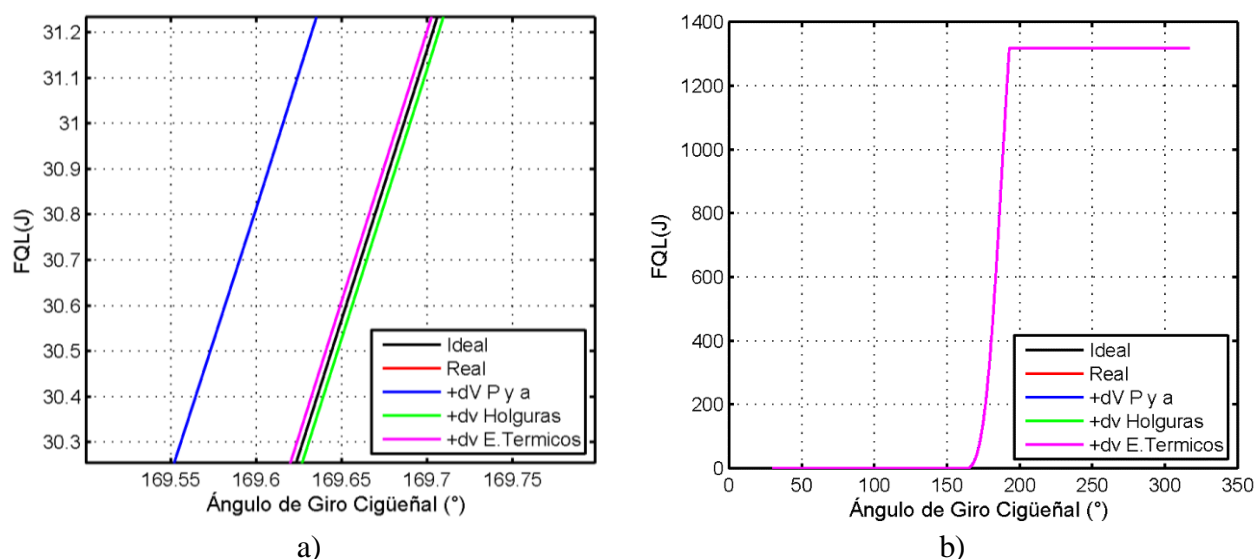 31.2
31.1
31
30.9
30.8
30.7
30.6
30.5
30.4
30.3
FQL(J)
169.55 169.6 169.65 169.7 169.75
Ángulo de Giro Cigüeñal (°)
Ideal
Real
+dV P y a
+dv Holguras
+dv E.Termicos
a)
1400
1200
1000
800
600
400
200
0
FQL(J)
0 50 100 150 200 250 300 350
Ángulo de Giro Cigüeñal (°)
Ideal
Real
+dV P y a
+dv Holguras
+dv E.Termicos
b)